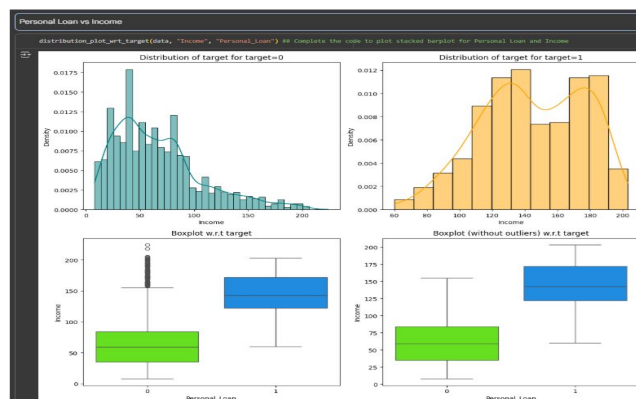 Personal Loan vs Income
distribution_plot_wrt_target(data, "Income", "Personal_Loan") ## Complete the code to plot stacked barplot for Personal Loan and Income
Distribution of target for target=0
Distribution of target for target=1
0.0175
0.0150
0.0125
0.0100
0.0075
0.0050
0.0025
0.0000
Density
0 50 100 150 200
Income
0.012
0.010
0.008
0.006
0.004
0.002
0.000
Density
60 80 100 120 140 160 180 200
Income
Boxplot w.r.t target
Boxplot (without outliers) w.r.t target
200
150
100
50
0
Income
0 1
Personal_Loan
200
175
150
125
100
75
50
25
0
Income
0 1
Personal_Loan